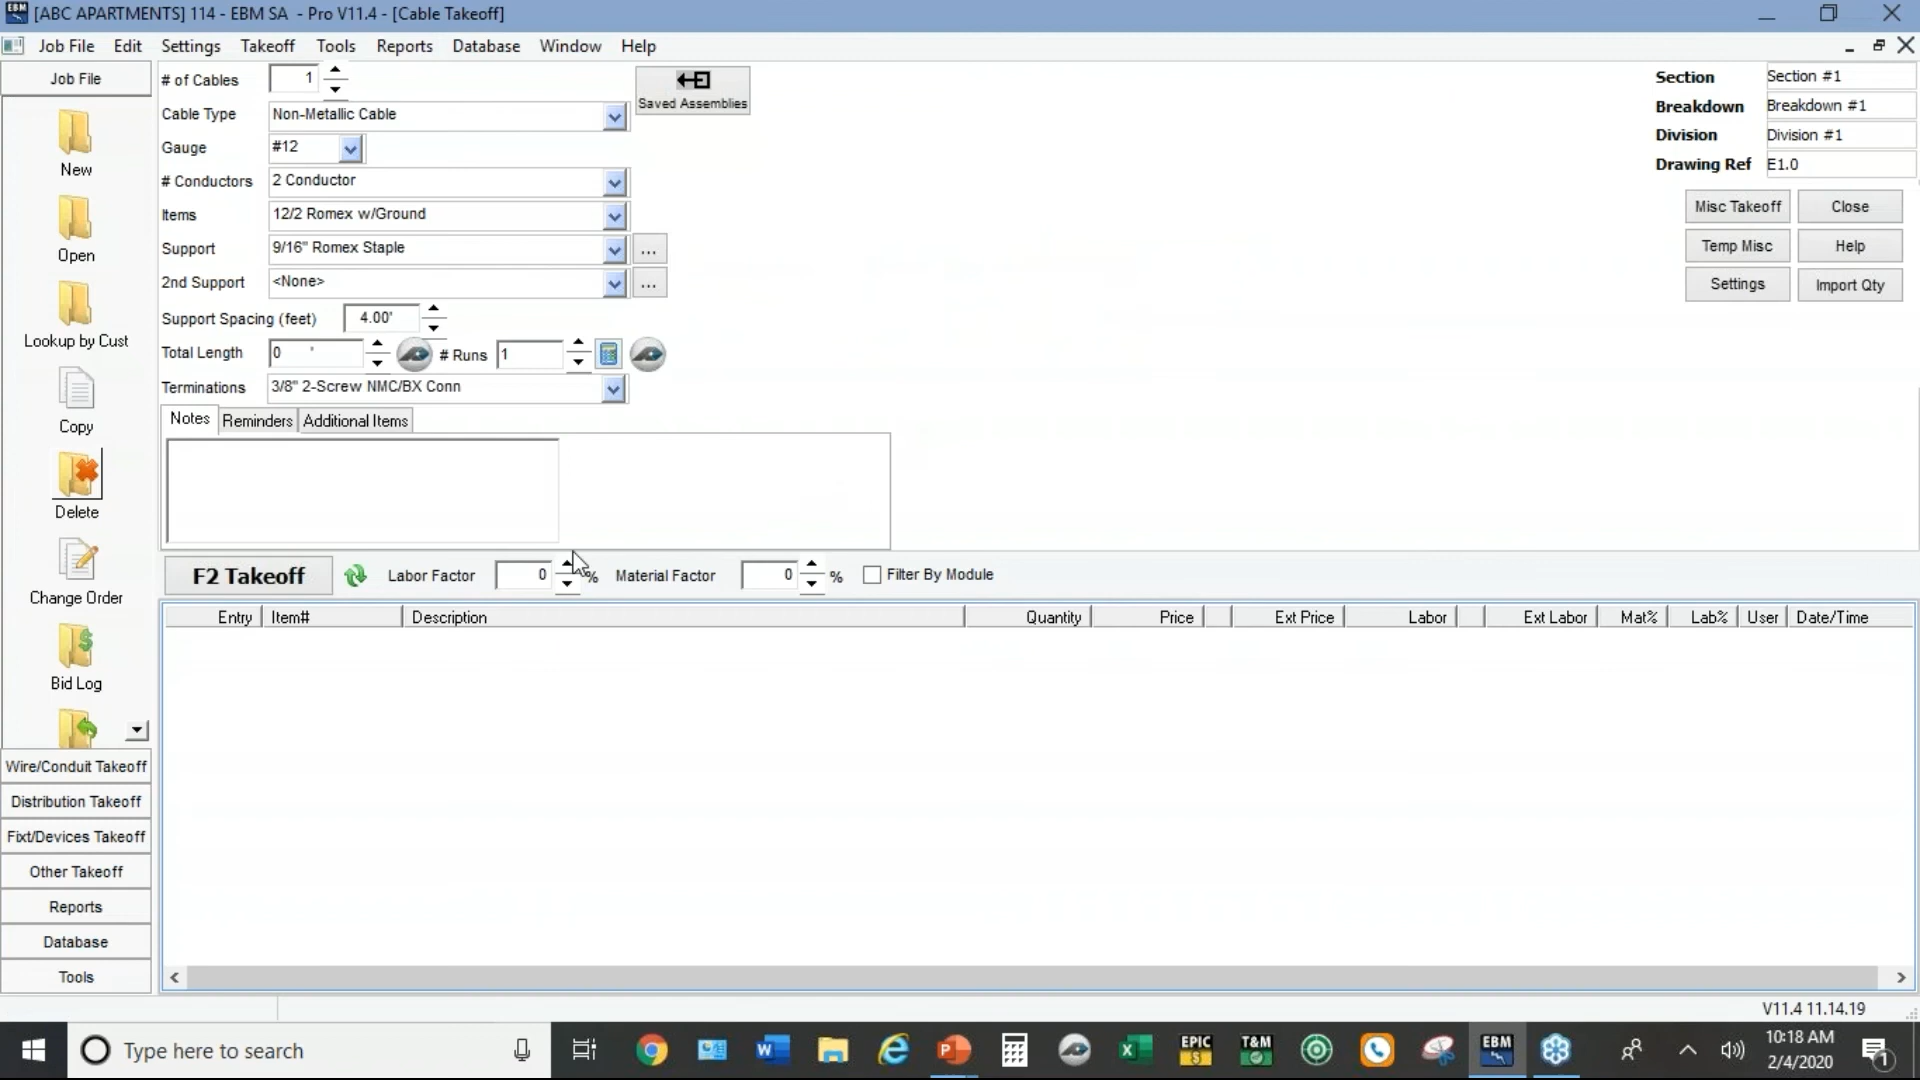 [ABC APARTMENTS] 114 - EBM SA - Pro V11.4 - [Cable Takeoff]
Job File Edit Settings Takeoff Tools Reports Database Window Help
Job File
New
Open
Lookup by Cust
Copy
Delete
Change Order
Bid Log
Wire/Conduit Takeoff
Distribution Takeoff
Fixt/Devices Takeoff
Other Takeoff
Reports
Database
Tools
# of Cables 1
Saved Assemblies
Cable Type Non-Metallic Cable
Gauge #12
# Conductors 2 Conductor
Items 12/2 Romex w/Ground
Support 9/16" Romex Staple ...
2nd Support <None> ...
Support Spacing (feet) 4.00'
Total Length 0 ' # Runs 1
Terminations 3/8" 2-Screw NMC/BX Conn
Notes Reminders Additional Items
Section Section #1
Breakdown Breakdown #1
Division Division #1
Drawing Ref E1.0
Misc Takeoff Close
Temp Misc Help
Settings Import Qty
F2 Takeoff Labor Factor 0 % Material Factor 0 % Filter By Module
Entry Item# Description Quantity Price Ext Price Labor Ext Labor Mat% Lab% User Date/Time
V11.4 11.14.19
Type here to search
EPIC $
T&M
EBM
10:18 AM
2/4/2020
1